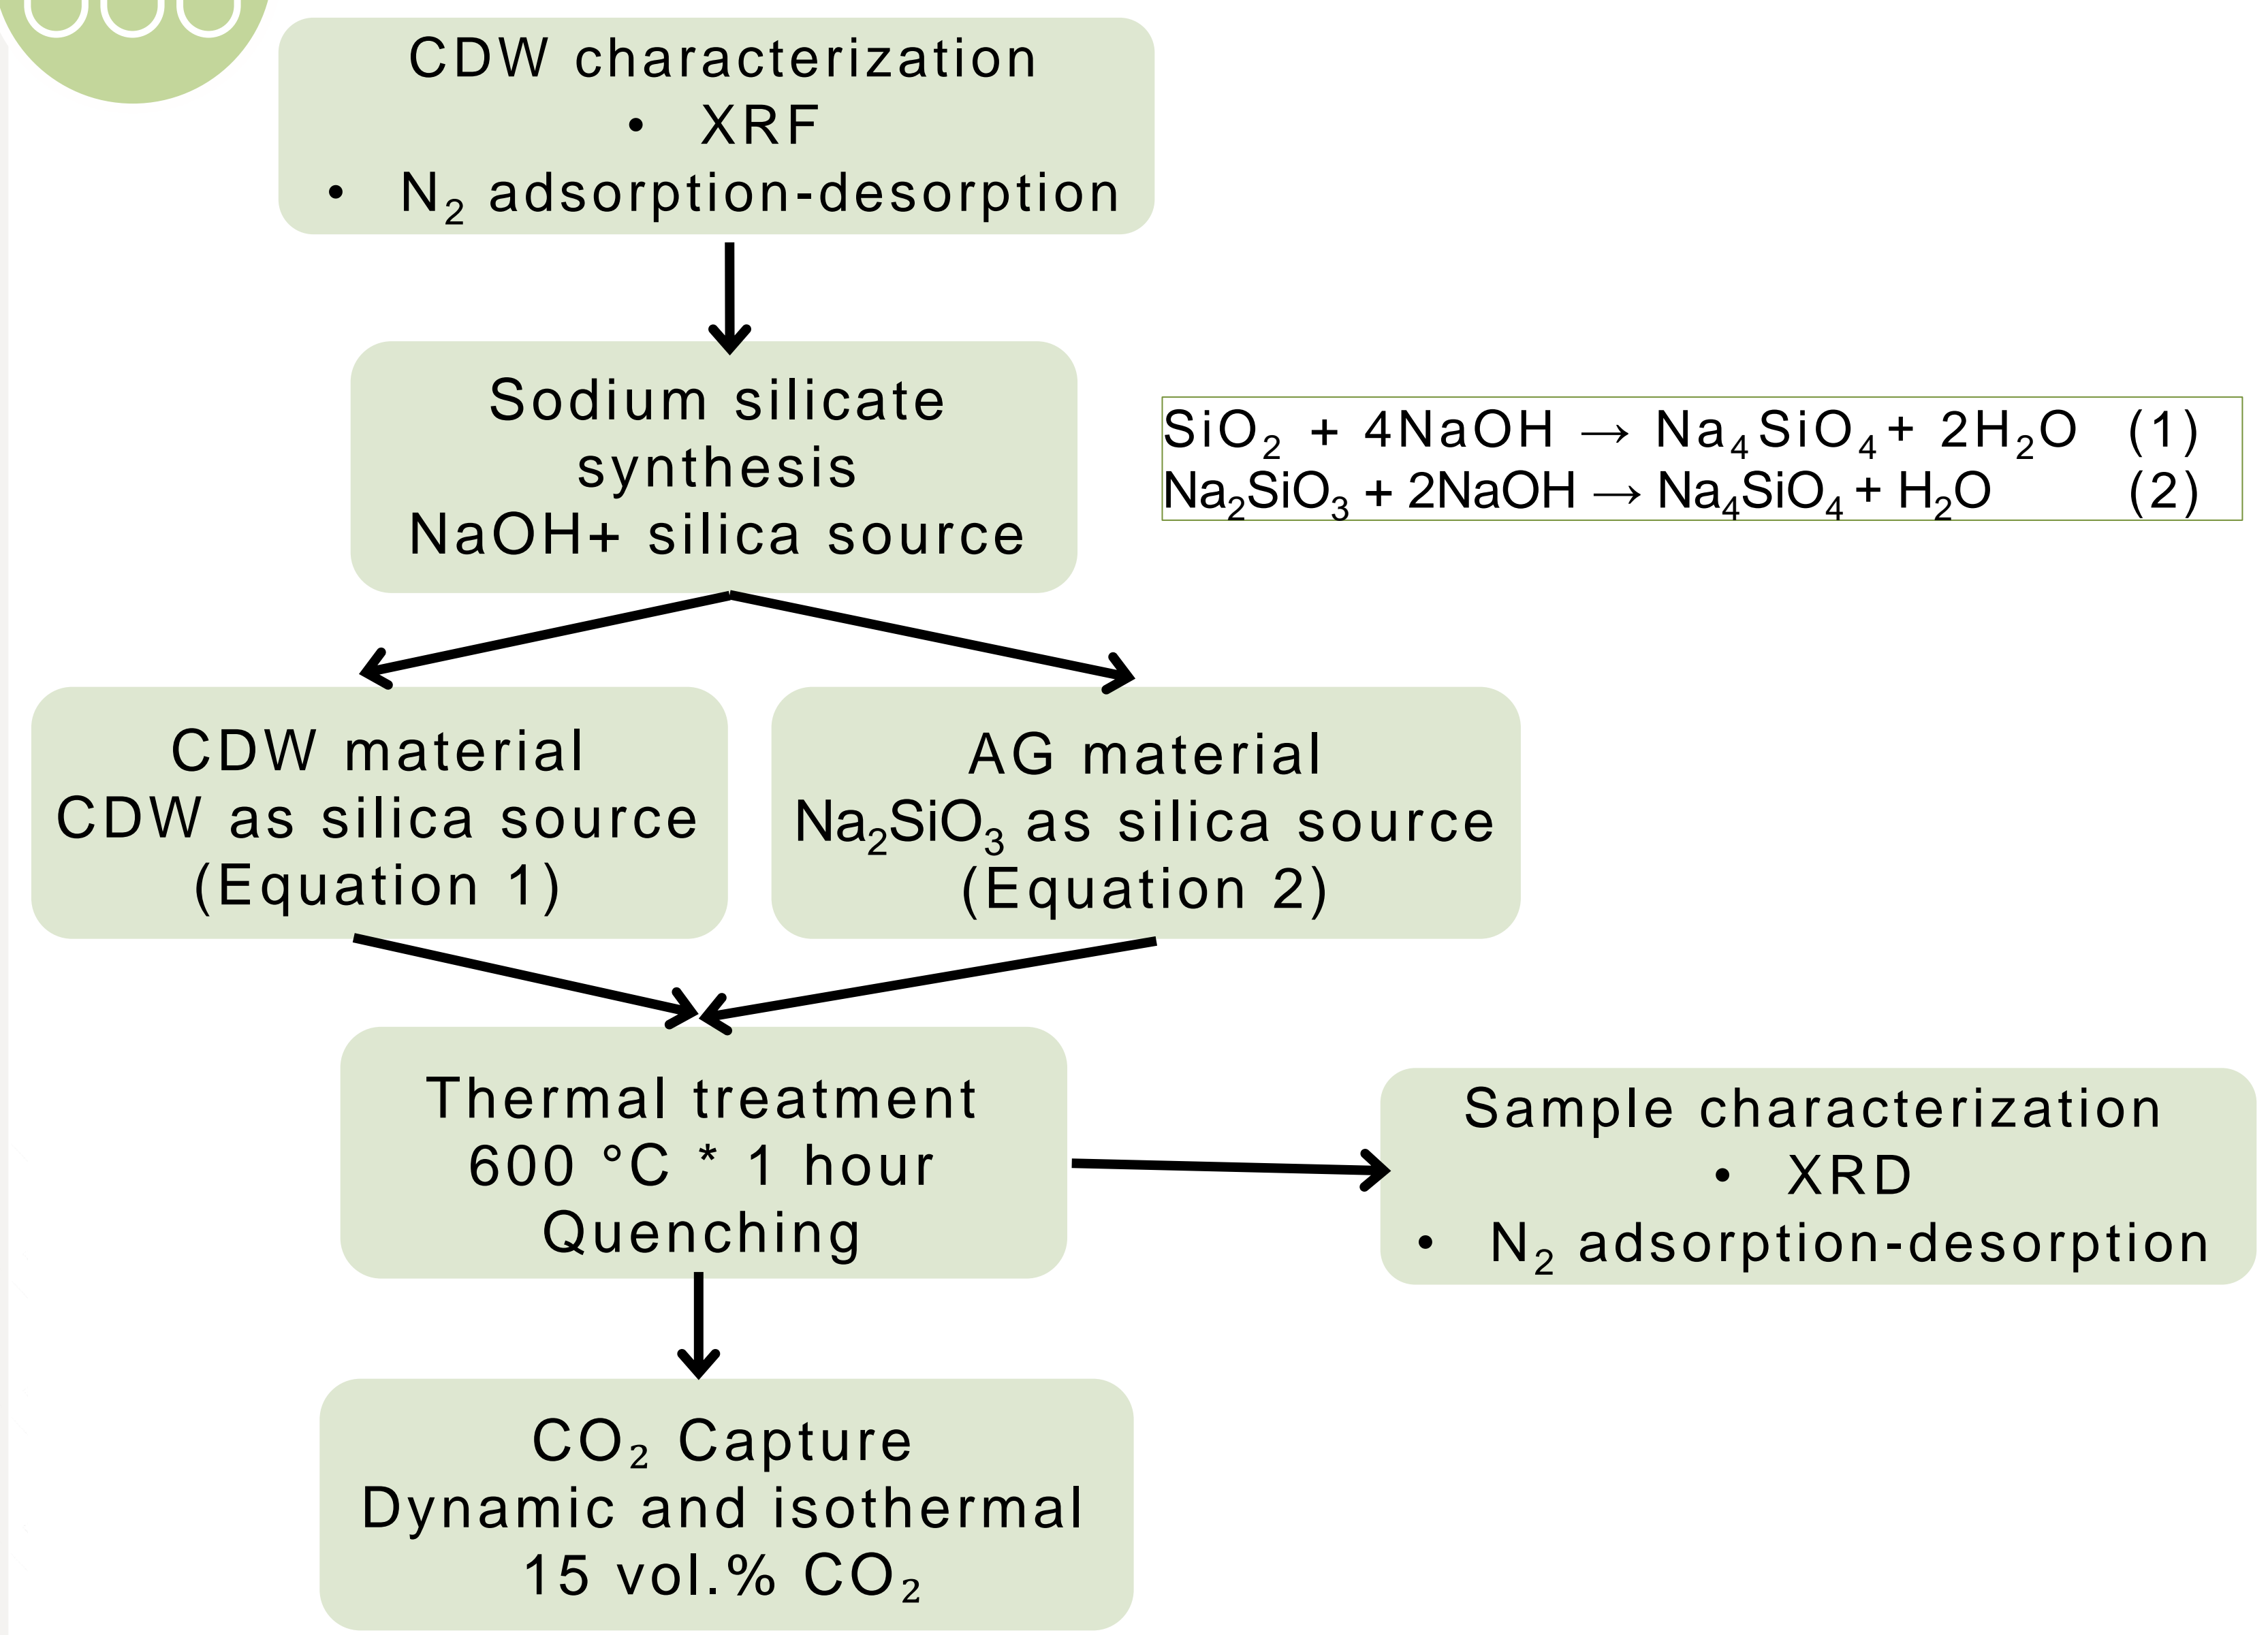 CDW characterization
• XRF
• N₂ adsorption-desorption
Sodium silicate
synthesis
NaOH+ silica source
SiO₂ + 4NaOH → Na₄SiO₄ + 2H₂O (1)
Na₂SiO₃ + 2NaOH → Na₄SiO₄ + H₂O (2)
CDW material
CDW as silica source
(Equation 1)
AG material
Na₂SiO₃ as silica source
(Equation 2)
Thermal treatment
600 °C * 1 hour
Quenching
Sample characterization
• XRD
• N₂ adsorption-desorption
CO₂ Capture
Dynamic and isothermal
15 vol.% CO₂